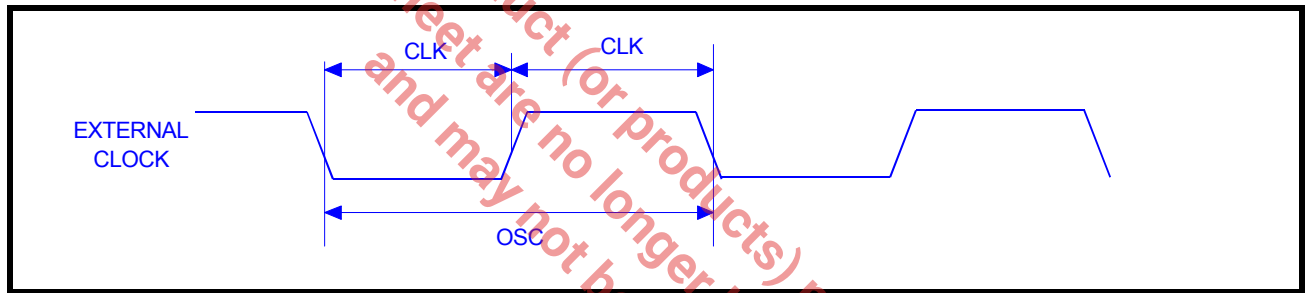 CLK
CLK
EXTERNAL
CLOCK
OSC
uct (or products)
eet are no longer
and may not b